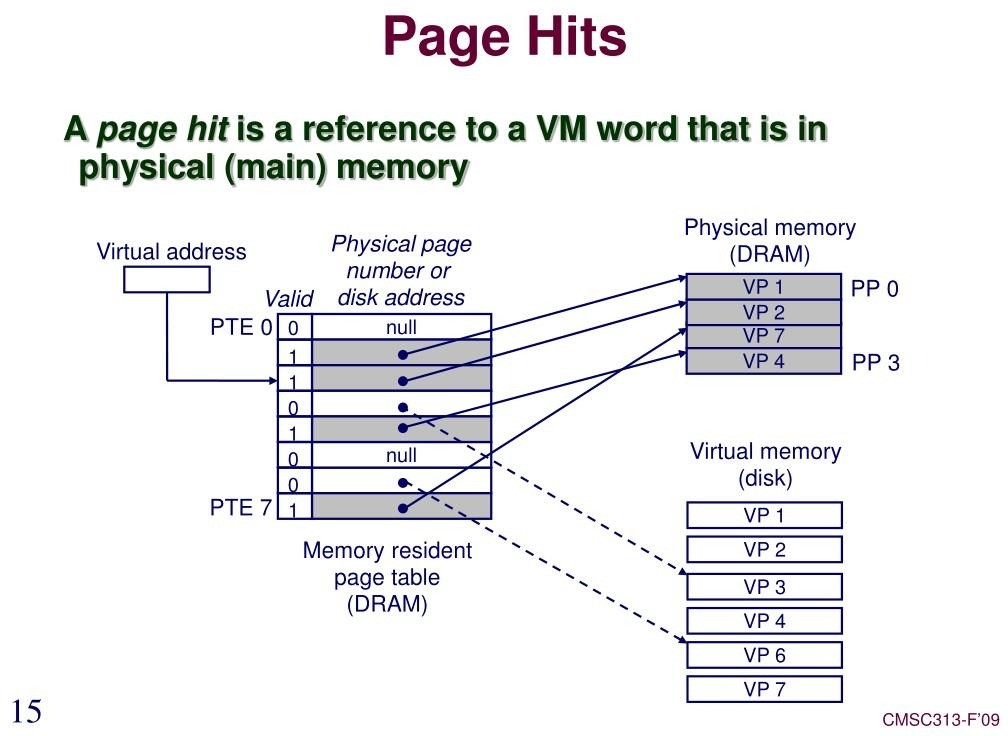 Page Hits
A page hit is a reference to a VM word that is in
physical (main) memory
Virtual address
Physical page
number or
disk address
Valid
PTE 0
0
null
1
1
0
1
0
null
0
PTE 7
1
Memory resident
page table
(DRAM)
Physical memory
(DRAM)
VP 1
PP 0
VP 2
VP 7
VP 4
PP 3
Virtual memory
(disk)
VP 1
VP 2
VP 3
VP 4
VP 6
VP 7
15
CMSC313-F'09